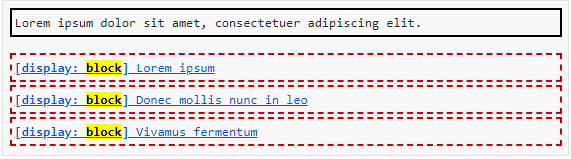 Lorem ipsum dolor sit amet, consectetuer adipiscing elit.
[display: block] Lorem ipsum
[display: block] Donec mollis nunc in leo
[display: block] Vivamus fermentum